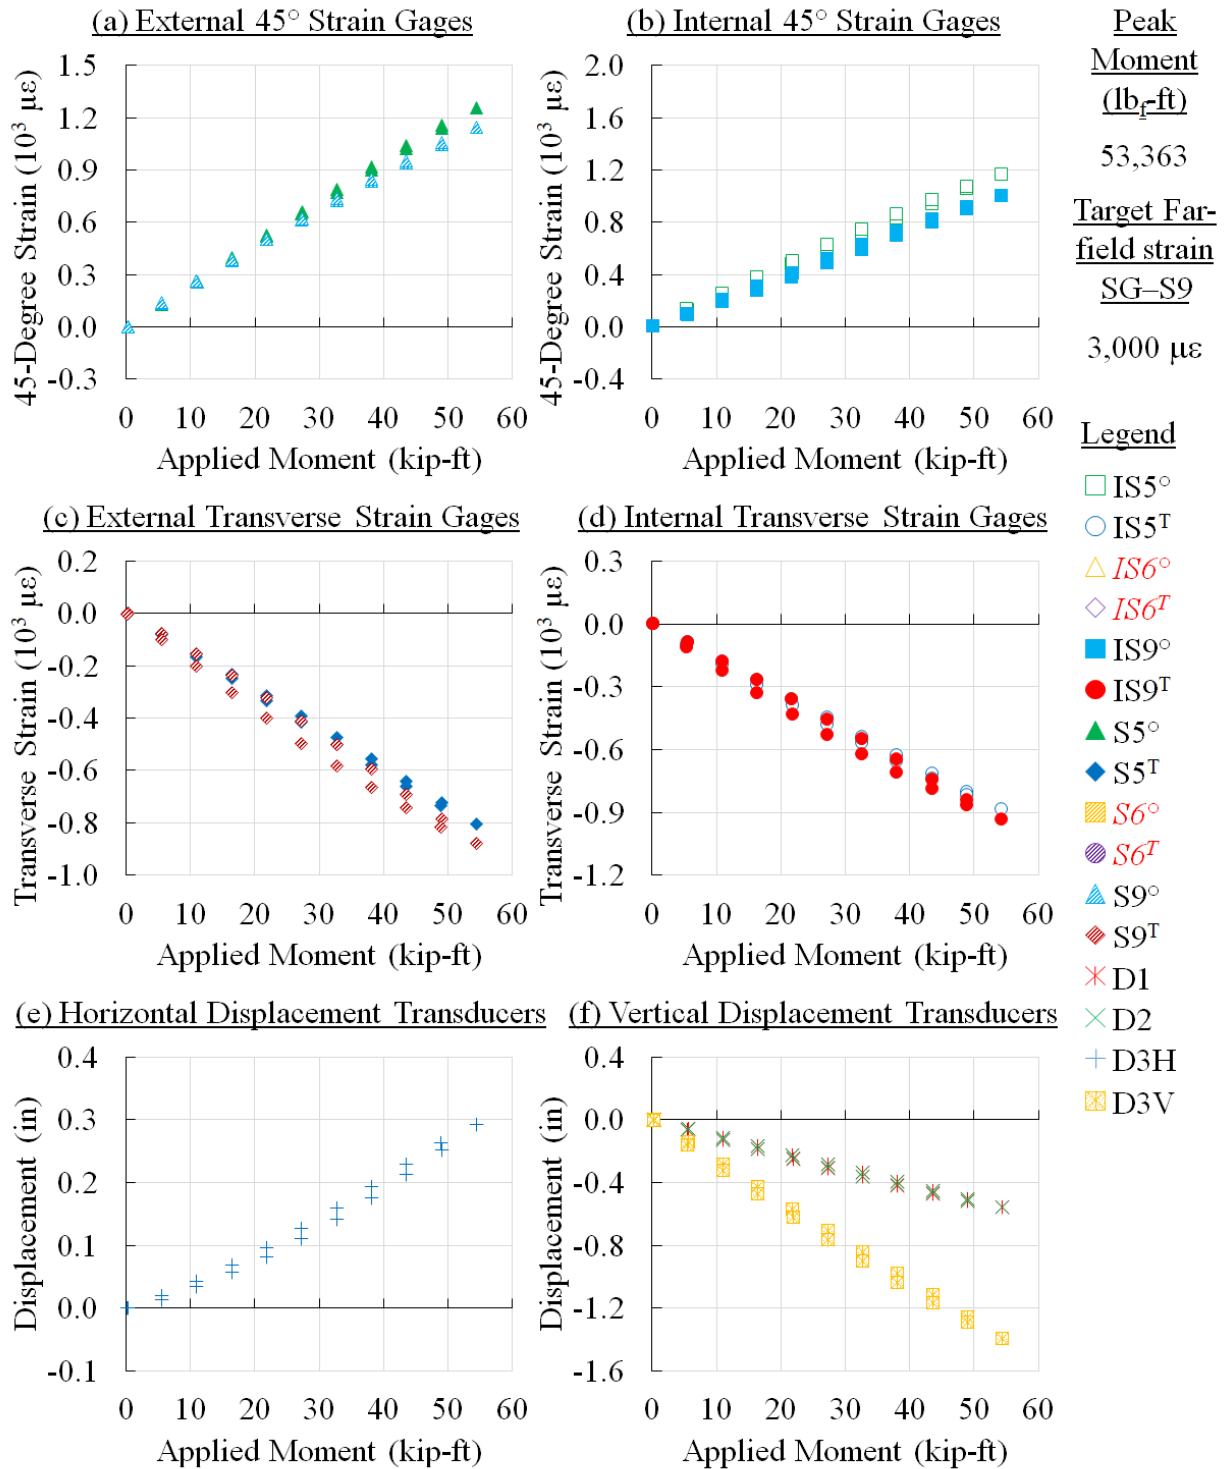 (a) External 45° Strain Gages
45-Degree Strain (10³ µε)
1.5
1.2
0.9
0.6
0.3
0.0
-0.3
0 10 20 30 40 50 60
Applied Moment (kip-ft)
(b) Internal 45° Strain Gages
45-Degree Strain (10³ µε)
2.0
1.6
1.2
0.8
0.4
0.0
-0.4
0 10 20 30 40 50 60
Applied Moment (kip-ft)
(c) External Transverse Strain Gages
Transverse Strain (10³ µε)
0.2
0.0
-0.2
-0.4
-0.6
-0.8
-1.0
0 10 20 30 40 50 60
Applied Moment (kip-ft)
(d) Internal Transverse Strain Gages
Transverse Strain (10³ µε)
0.3
0.0
-0.3
-0.6
-0.9
-1.2
0 10 20 30 40 50 60
Applied Moment (kip-ft)
(e) Horizontal Displacement Transducers
Displacement (in)
0.4
0.3
0.2
0.1
0.0
-0.1
0 10 20 30 40 50 60
Applied Moment (kip-ft)
(f) Vertical Displacement Transducers
Displacement (in)
0.4
0.0
-0.4
-0.8
-1.2
-1.6
0 10 20 30 40 50 60
Applied Moment (kip-ft)
Peak
Moment
(lbf-ft)
53,363
Target Far-
field strain
SG–S9
3,000 µε
Legend
IS5°
IS5ᵀ
IS6°
IS6ᵀ
IS9°
IS9ᵀ
S5°
S5ᵀ
S6°
S6ᵀ
S9°
S9ᵀ
D1
D2
D3H
D3V